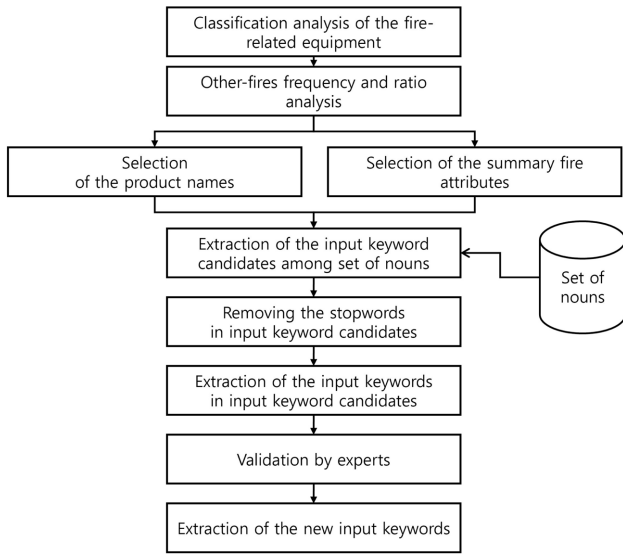 Classification analysis of the fire-
related equipment
Other-fires frequency and ratio
analysis
Selection
of the product names
Selection of the summary fire
attributes
Extraction of the input keyword
candidates among set of nouns
Set of
nouns
Removing the stopwords
in input keyword candidates
Extraction of the input keywords
in input keyword candidates
Validation by experts
Extraction of the new input keywords